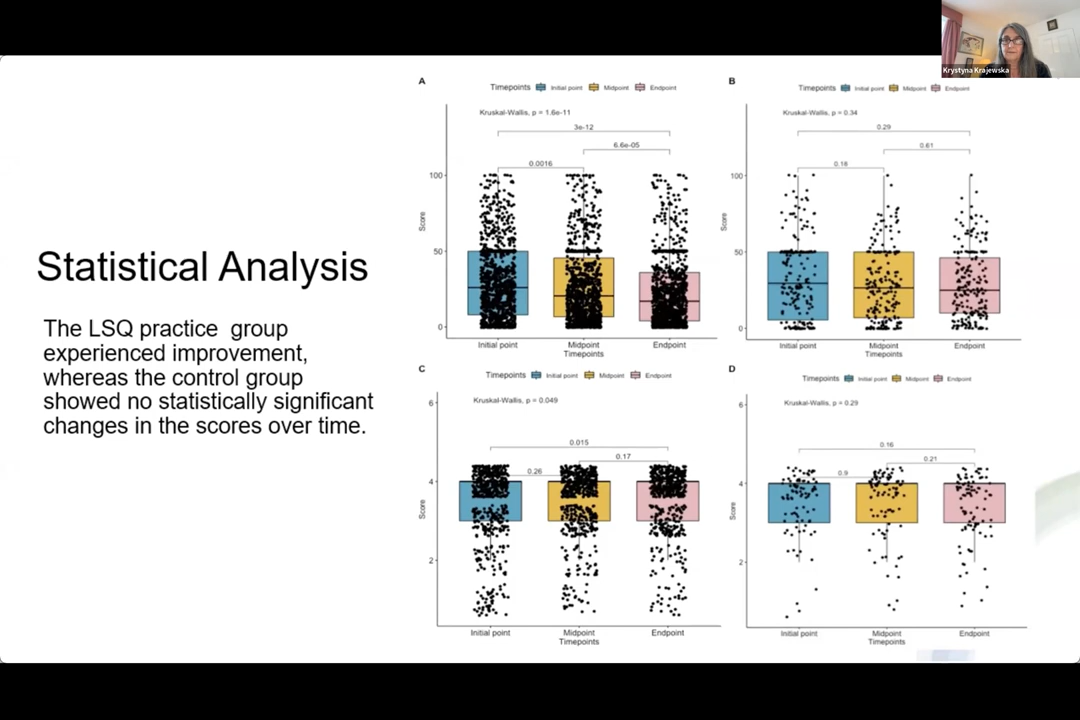 Krystyna Krajewska
Statistical Analysis
The LSQ practice group
experienced improvement,
whereas the control group
showed no statistically significant
changes in the scores over time.
A
Timepoints Initial point Midpoint Endpoint
Kruskal-Wallis, p = 1.6e-11
3e-12
6.6e-05
0.0016
100
50
0
Score
Initial point Midpoint Endpoint
Timepoints
B
Timepoints Initial point Midpoint Endpoint
Kruskal-Wallis, p = 0.34
0.29
0.61
0.18
100
50
0
Score
Initial point Midpoint Endpoint
Timepoints
C
Timepoints Initial point Midpoint Endpoint
Kruskal-Wallis, p = 0.049
0.015
0.17
0.26
6
4
2
Score
Initial point Midpoint Endpoint
Timepoints
D
Timepoints Initial point Midpoint Endpoint
Kruskal-Wallis, p = 0.29
0.16
0.21
0.9
6
4
2
Score
Initial point Midpoint Endpoint
Timepoints